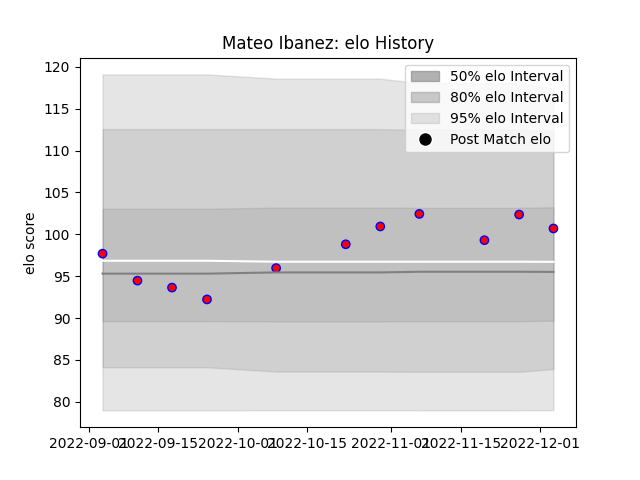 Mateo Ibanez: elo History
120
115
110
105
100
95
90
85
80
elo score
50% elo Interval
80% elo Interval
95% elo Interval
Post Match elo
2022-09-01 2022-09-15 2022-10-01 2022-10-15 2022-11-01 2022-11-15 2022-12-01